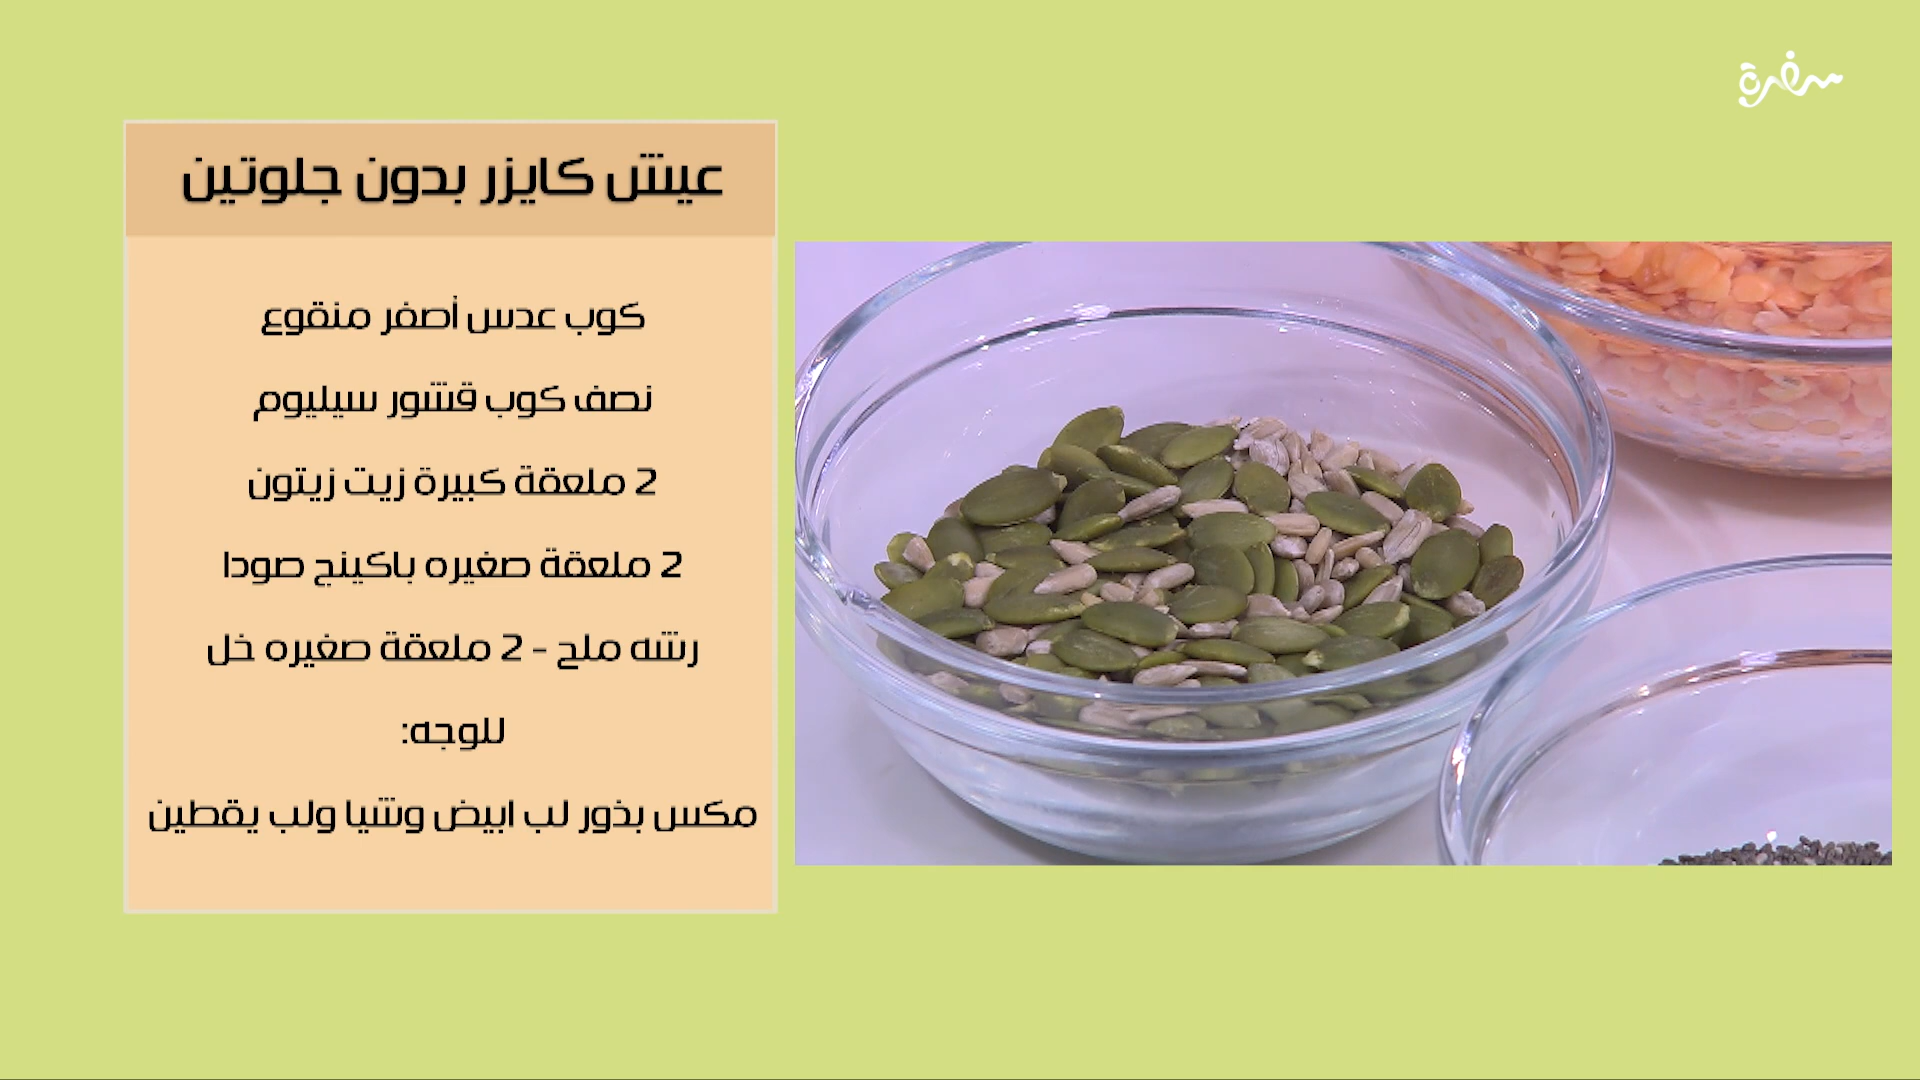 سفرة
عيش كايزر بدون جلوتين
كوب عدس أصفر منقوع
نصف كوب قشور سيليوم
2 ملعقة كبيرة زيت زيتون
2 ملعقة صغيره باكينج صودا
رشه ملح - 2 ملعقة صغيره خل
للوجه:
مكس بذور لب ابيض وشيا ولب يقطين